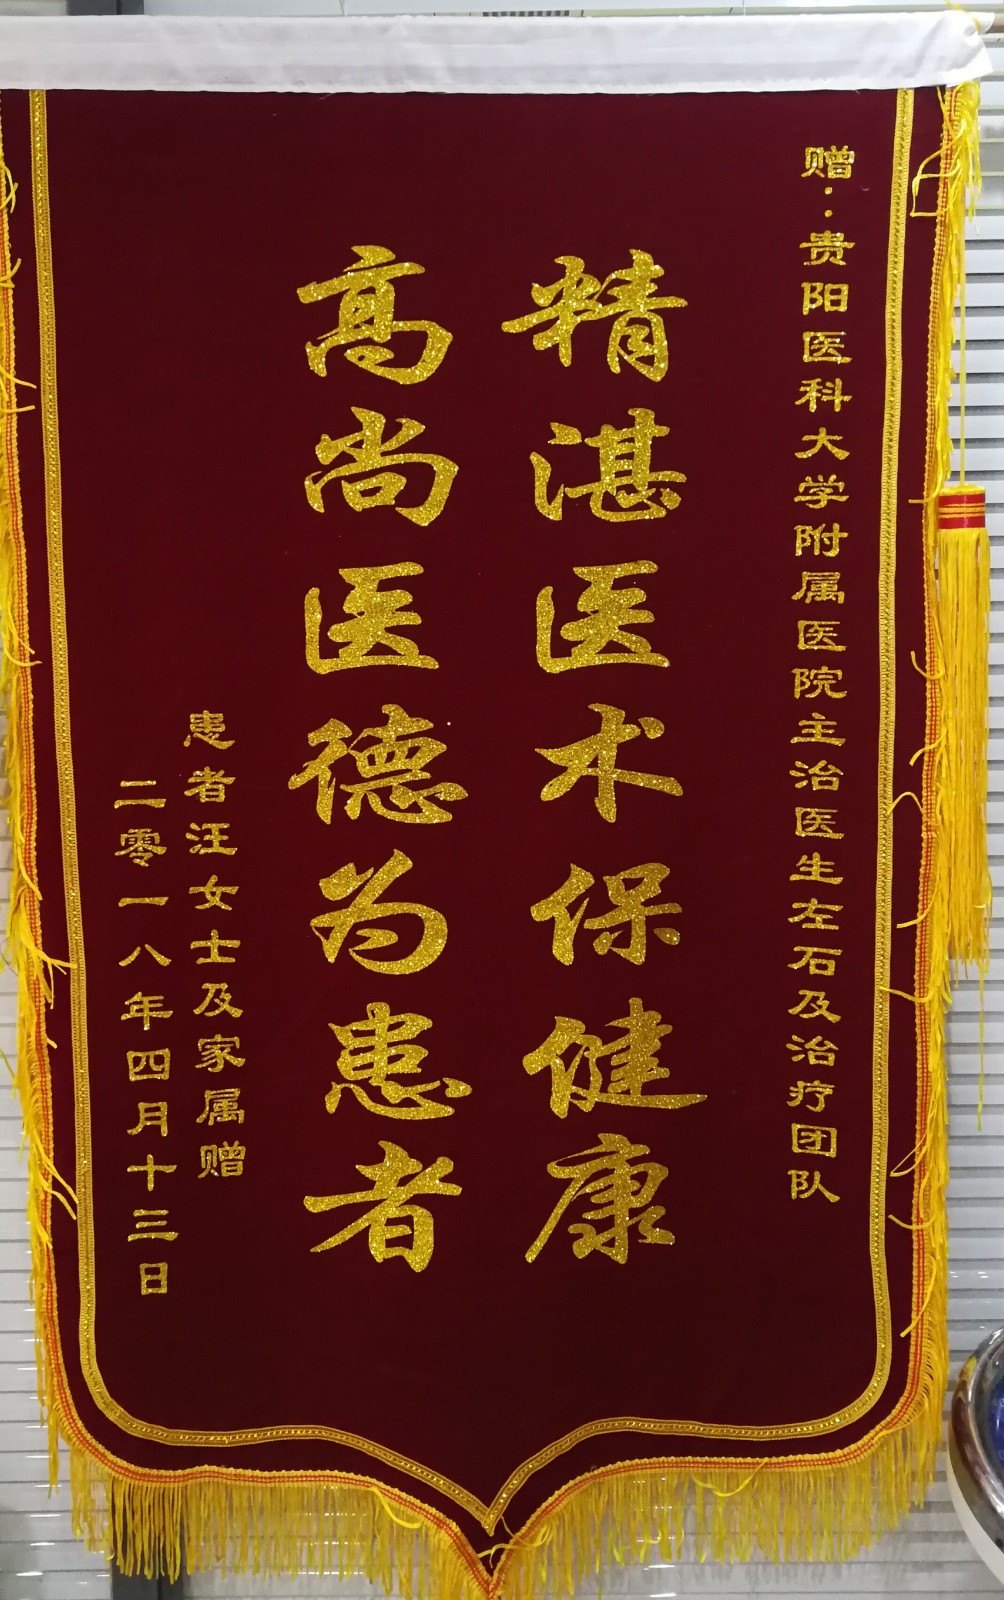 赠：贵阳医科大学附属医院主治医生左石及治疗团队
精湛医术保健康
高尚医德为患者
患者汪女士及家属赠
二零一八年四月十三日